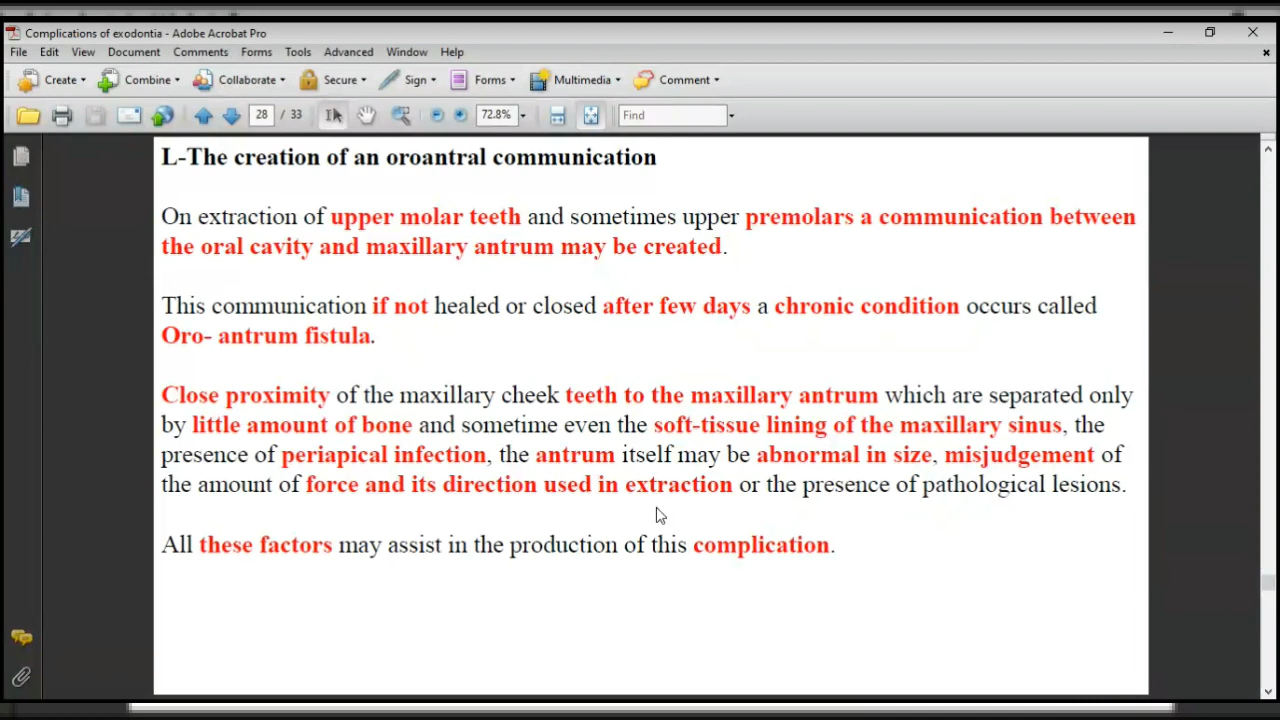 Complications of exodontia - Adobe Acrobat Pro
File Edit View Document Comments Forms Tools Advanced Window Help
Create Combine Collaborate Secure Sign Forms Multimedia Comment
28 / 33 72.8% Find
L-The creation of an oroantral communication
On extraction of upper molar teeth and sometimes upper premolars a communication between
the oral cavity and maxillary antrum may be created.
This communication if not healed or closed after few days a chronic condition occurs called
Oro- antrum fistula.
Close proximity of the maxillary cheek teeth to the maxillary antrum which are separated only
by little amount of bone and sometime even the soft-tissue lining of the maxillary sinus, the
presence of periapical infection, the antrum itself may be abnormal in size, misjudgement of
the amount of force and its direction used in extraction or the presence of pathological lesions.
All these factors may assist in the production of this complication.